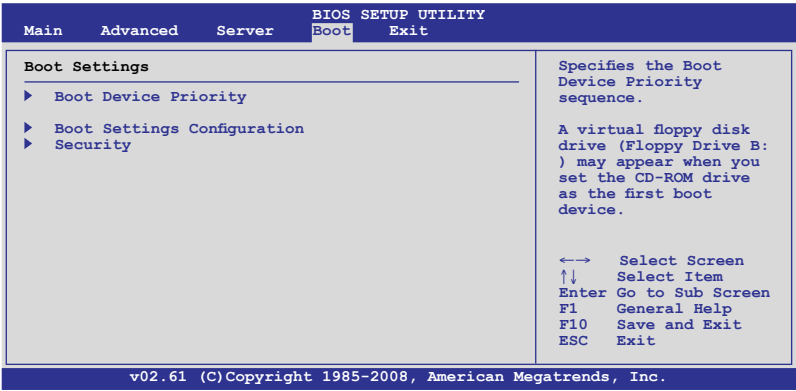 BIOS SETUP UTILITY
Main Advanced Server Boot Exit
Boot Settings
Boot Device Priority
Boot Settings Configuration
Security
Specifies the Boot
Device Priority
sequence.
A virtual floppy disk
drive (Floppy Drive B:
) may appear when you
set the CD-ROM drive
as the first boot
device.
←→ Select Screen
↑↓ Select Item
Enter Go to Sub Screen
F1 General Help
F10 Save and Exit
ESC Exit
v02.61 (C)Copyright 1985-2008, American Megatrends, Inc.